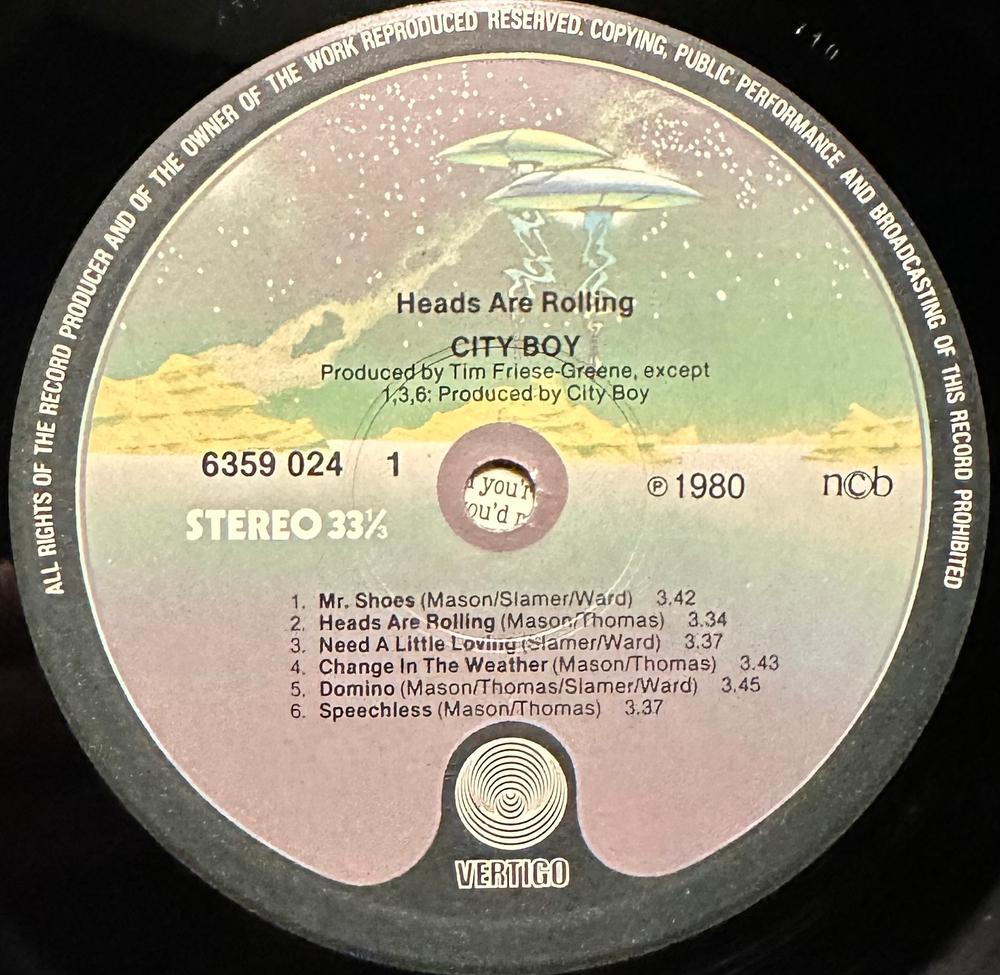 ALL RIGHTS OF THE RECORD PRODUCER AND OF THE OWNER OF THE WORK REPRODUCED RESERVED. COPYING, PUBLIC PERFORMANCE AND BROADCASTING OF THIS RECORD PROHIBITED
Heads Are Rolling
CITY BOY
Produced by Tim Friese-Greene, except
1,3,6: Produced by City Boy
6359 024 1
℗ 1980
n©b
STEREO 33⅓
you'r
ou'd
1. Mr. Shoes (Mason/Slamer/Ward) 3.42
2. Heads Are Rolling (Mason/Thomas) 3.34
3. Need A Little Loving (Slamer/Ward) 3.37
4. Change In The Weather (Mason/Thomas) 3.43
5. Domino (Mason/Thomas/Slamer/Ward) 3.45
6. Speechless (Mason/Thomas) 3.37
VERTIGO